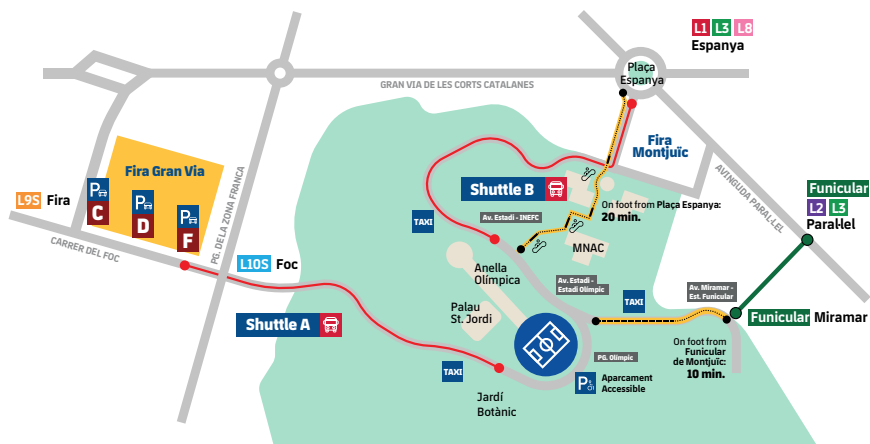 L1 L3 L8
Espanya
Plaça
Espanya
GRAN VIA DE LES CORTS CATALANES
Fira
Montjuïc
AVINGUDA PARAL·LEL
Fira Gran Via
P
C
P
D
P
F
L9S Fira
CARRER DEL FOC
PG. DE LA ZONA FRANCA
L10S Foc
Shuttle A
Shuttle B
TAXI
Av. Estadi - INEFC
On foot from Plaça Espanya:
20 min.
MNAC
Funicular
L2 L3
Paral·lel
Anella
Olímpica
Av. Estadi -
Estadi Olímpic
Av. Miramar -
Est. Funicular
TAXI
Funicular Miramar
Palau
St. Jordi
PG. Olímpic
On foot from
Funicular
de Montjuïc:
10 min.
TAXI
P
Aparcament
Accessible
Jardí
Botànic